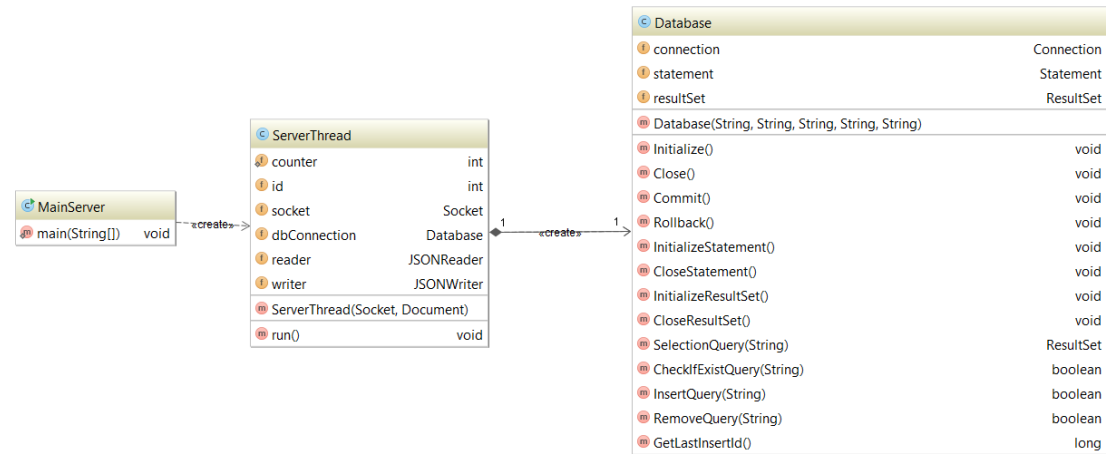 MainServer
main(String[]) void
«create»
ServerThread
counter int
id int
socket Socket
dbConnection Database
reader JSONReader
writer JSONWriter
ServerThread(Socket, Document)
run() void
1 «create» 1
Database
connection Connection
statement Statement
resultSet ResultSet
Database(String, String, String, String, String)
Initialize() void
Close() void
Commit() void
Rollback() void
InitializeStatement() void
CloseStatement() void
InitializeResultSet() void
CloseResultSet() void
SelectionQuery(String) ResultSet
CheckIfExistQuery(String) boolean
InsertQuery(String) boolean
RemoveQuery(String) boolean
GetLastInsertId() long